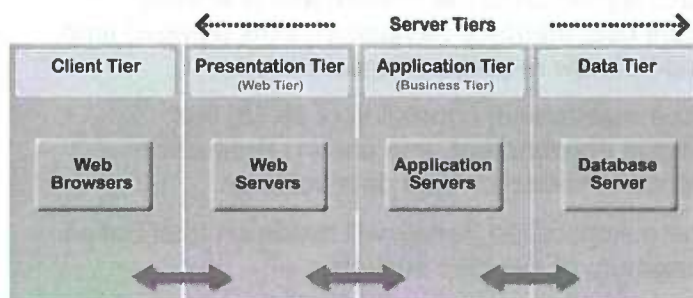 Server Tiers
Client Tier
Presentation Tier
(Web Tier)
Application Tier
(Business Tier)
Data Tier
Web
Browsers
Web
Servers
Application
Servers
Database
Server